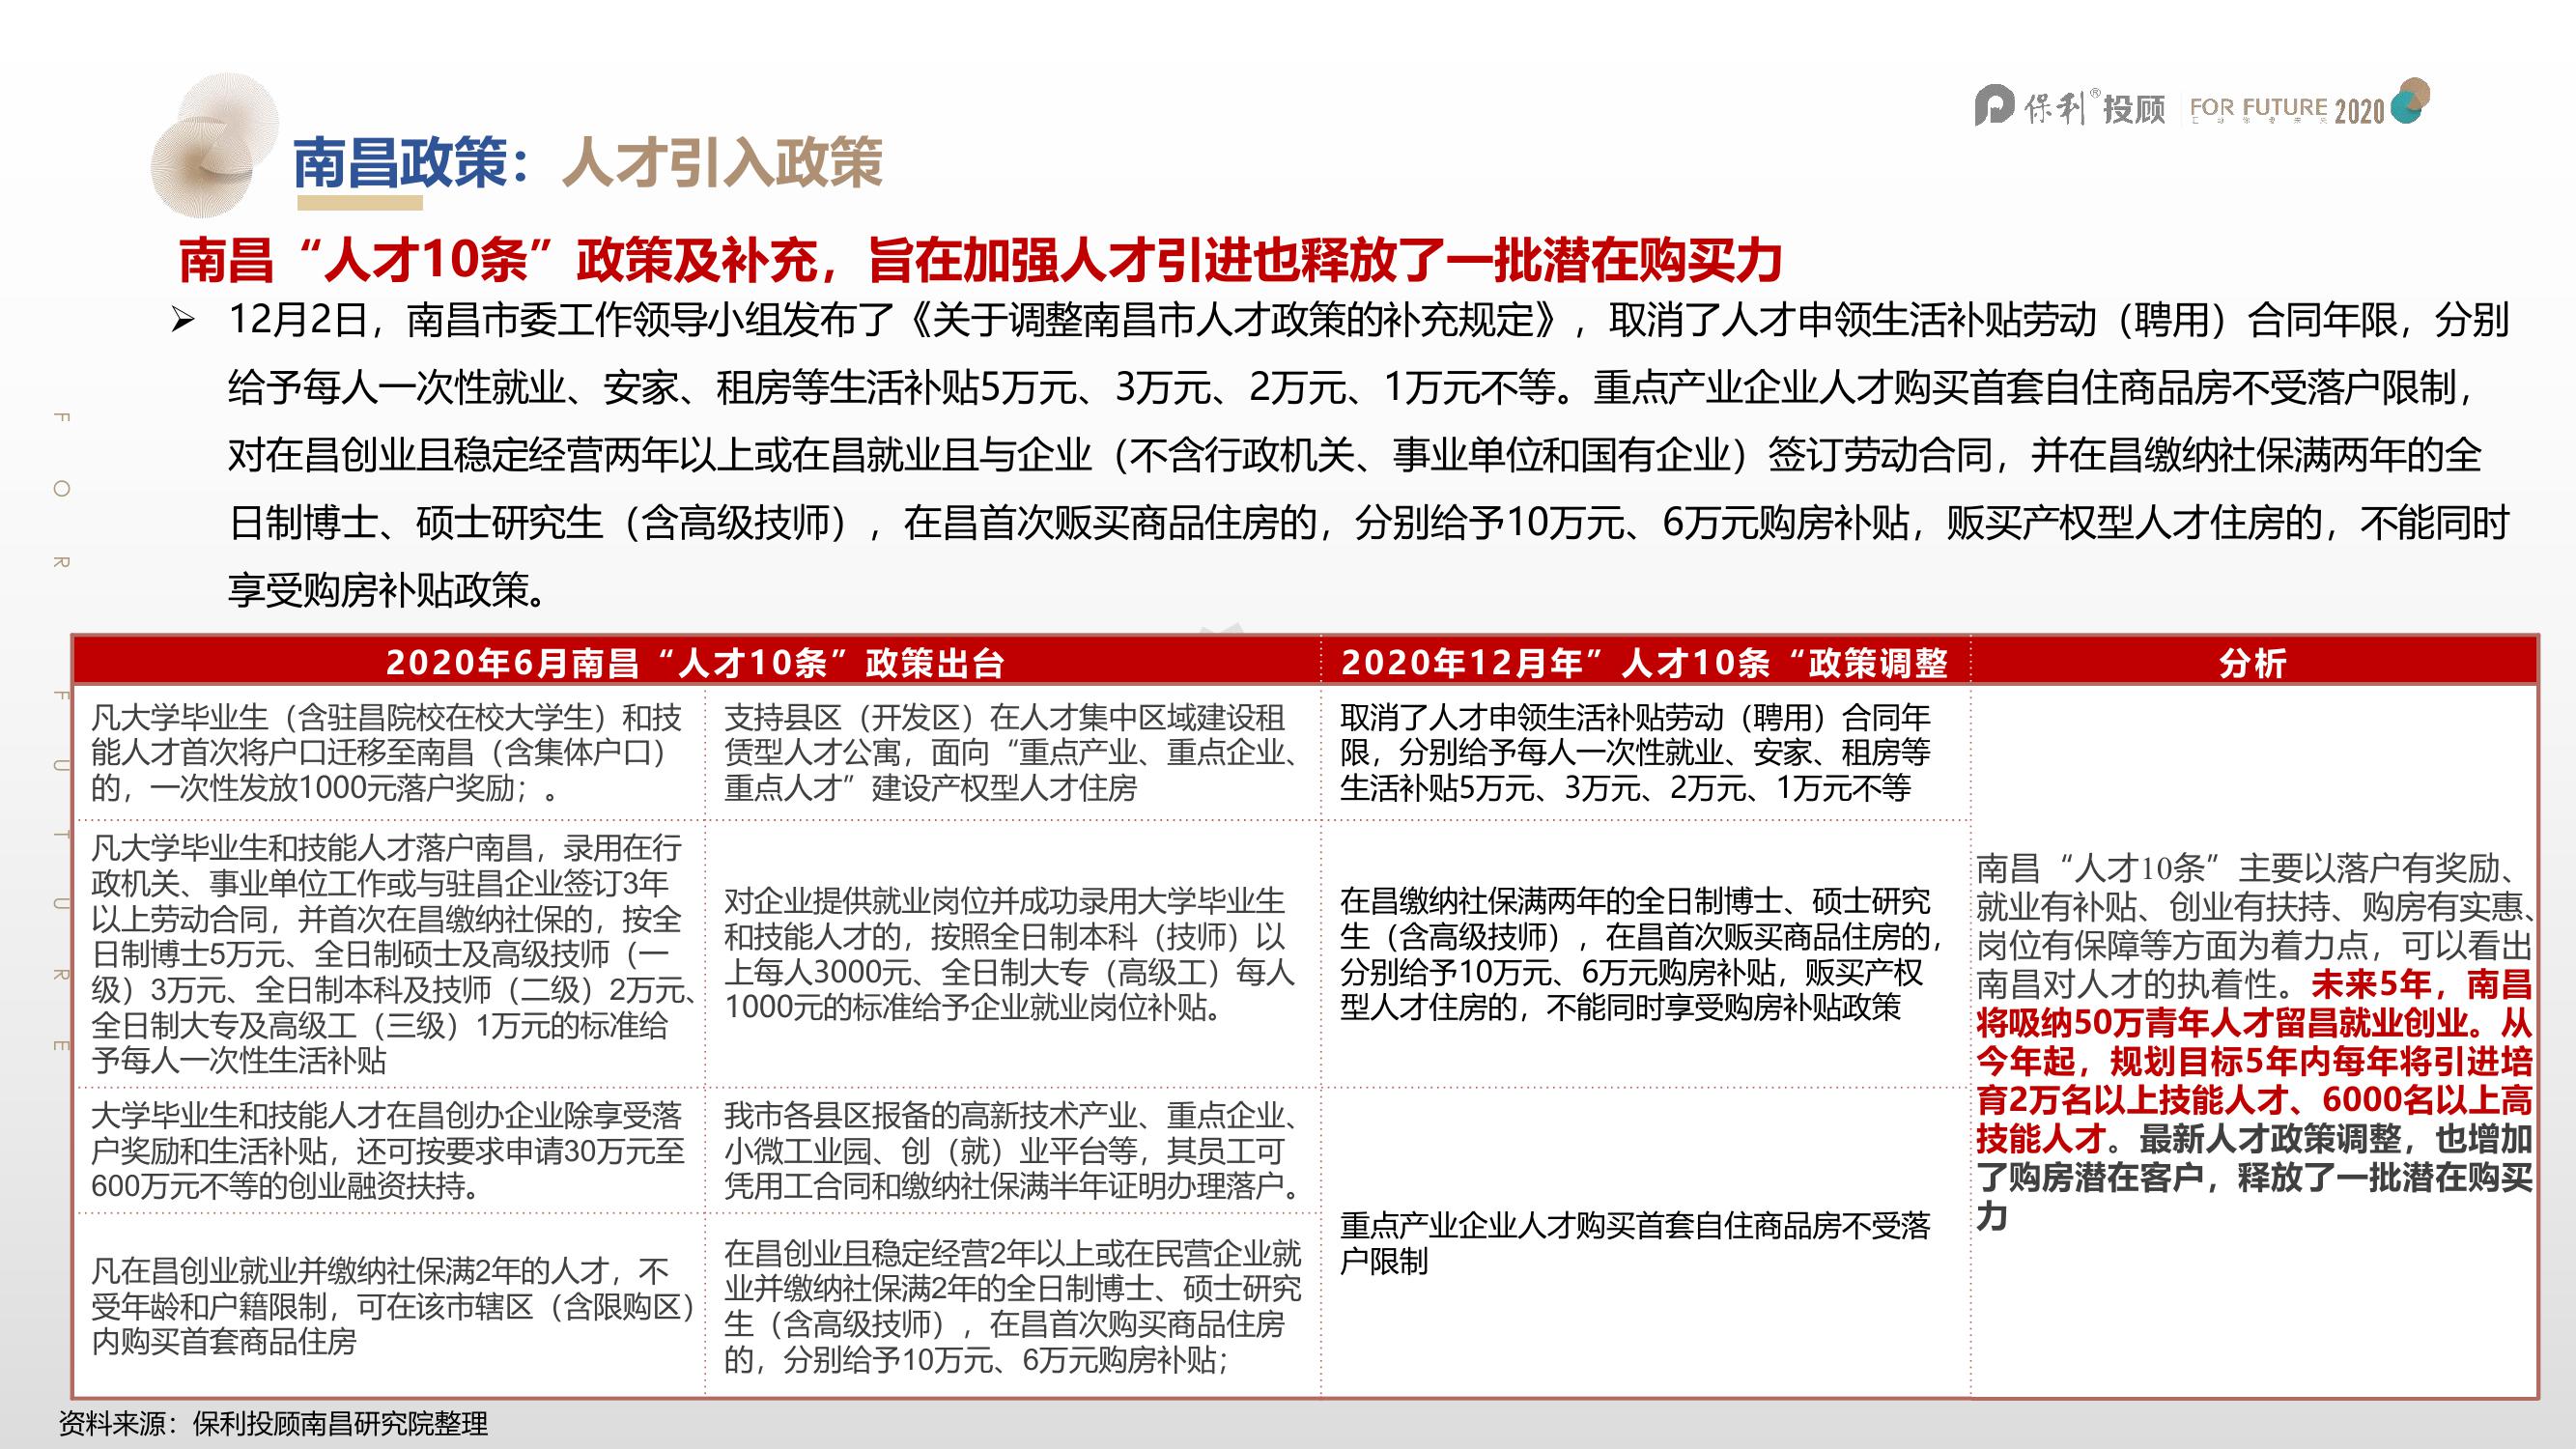 保利®投顾 FOR FUTURE 2020
南昌政策：人才引入政策
南昌“人才10条”政策及补充，旨在加强人才引进也释放了一批潜在购买力
12月2日，南昌市委工作领导小组发布了《关于调整南昌市人才政策的补充规定》，取消了人才申领生活补贴劳动（聘用）合同年限，分别
给予每人一次性就业、安家、租房等生活补贴5万元、3万元、2万元、1万元不等。重点产业企业人才购买首套自住商品房不受落户限制，
对在昌创业且稳定经营两年以上或在昌就业且与企业（不含行政机关、事业单位和国有企业）签订劳动合同，并在昌缴纳社保满两年的全
日制博士、硕士研究生（含高级技师），在昌首次贩买商品住房的，分别给予10万元、6万元购房补贴，贩买产权型人才住房的，不能同时
享受购房补贴政策。
FOR FUTURE
2020年6月南昌“人才10条”政策出台
2020年12月年”人才10条“政策调整
分析
凡大学毕业生（含驻昌院校在校大学生）和技
能人才首次将户口迁移至南昌（含集体户口）
的，一次性发放1000元落户奖励；。
支持县区（开发区）在人才集中区域建设租
赁型人才公寓，面向“重点产业、重点企业、
重点人才”建设产权型人才住房
取消了人才申领生活补贴劳动（聘用）合同年
限，分别给予每人一次性就业、安家、租房等
生活补贴5万元、3万元、2万元、1万元不等
凡大学毕业生和技能人才落户南昌，录用在行
政机关、事业单位工作或与驻昌企业签订3年
以上劳动合同，并首次在昌缴纳社保的，按全
日制博士5万元、全日制硕士及高级技师（一
级）3万元、全日制本科及技师（二级）2万元、
全日制大专及高级工（三级）1万元的标准给
予每人一次性生活补贴
对企业提供就业岗位并成功录用大学毕业生
和技能人才的，按照全日制本科（技师）以
上每人3000元、全日制大专（高级工）每人
1000元的标准给予企业就业岗位补贴。
在昌缴纳社保满两年的全日制博士、硕士研究
生（含高级技师），在昌首次贩买商品住房的，
分别给予10万元、6万元购房补贴，贩买产权
型人才住房的，不能同时享受购房补贴政策
大学毕业生和技能人才在昌创办企业除享受落
户奖励和生活补贴，还可按要求申请30万元至
600万元不等的创业融资扶持。
我市各县区报备的高新技术产业、重点企业、
小微工业园、创（就）业平台等，其员工可
凭用工合同和缴纳社保满半年证明办理落户。
重点产业企业人才购买首套自住商品房不受落
户限制
凡在昌创业就业并缴纳社保满2年的人才，不
受年龄和户籍限制，可在该市辖区（含限购区）
内购买首套商品住房
在昌创业且稳定经营2年以上或在民营企业就
业并缴纳社保满2年的全日制博士、硕士研究
生（含高级技师），在昌首次购买商品住房
的，分别给予10万元、6万元购房补贴；
南昌“人才10条”主要以落户有奖励、
就业有补贴、创业有扶持、购房有实惠、
岗位有保障等方面为着力点，可以看出
南昌对人才的执着性。未来5年，南昌
将吸纳50万青年人才留昌就业创业。从
今年起，规划目标5年内每年将引进培
育2万名以上技能人才、6000名以上高
技能人才。最新人才政策调整，也增加
了购房潜在客户，释放了一批潜在购买
力
资料来源：保利投顾南昌研究院整理